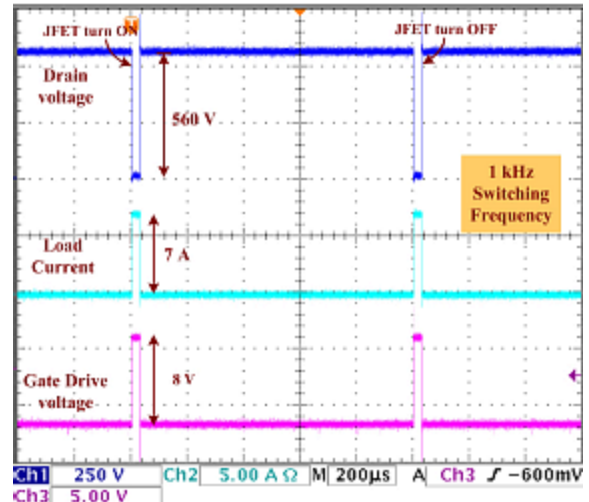 JFET turn ON
JFET turn OFF
Drain
voltage
560 V
1 kHz
Switching
Frequency
Load
Current
7 A
Gate Drive
voltage
8 V
Ch1 250 V Ch2 5.00 A Ω M 200µs A Ch3 ʃ −600mV
Ch3 5.00 V